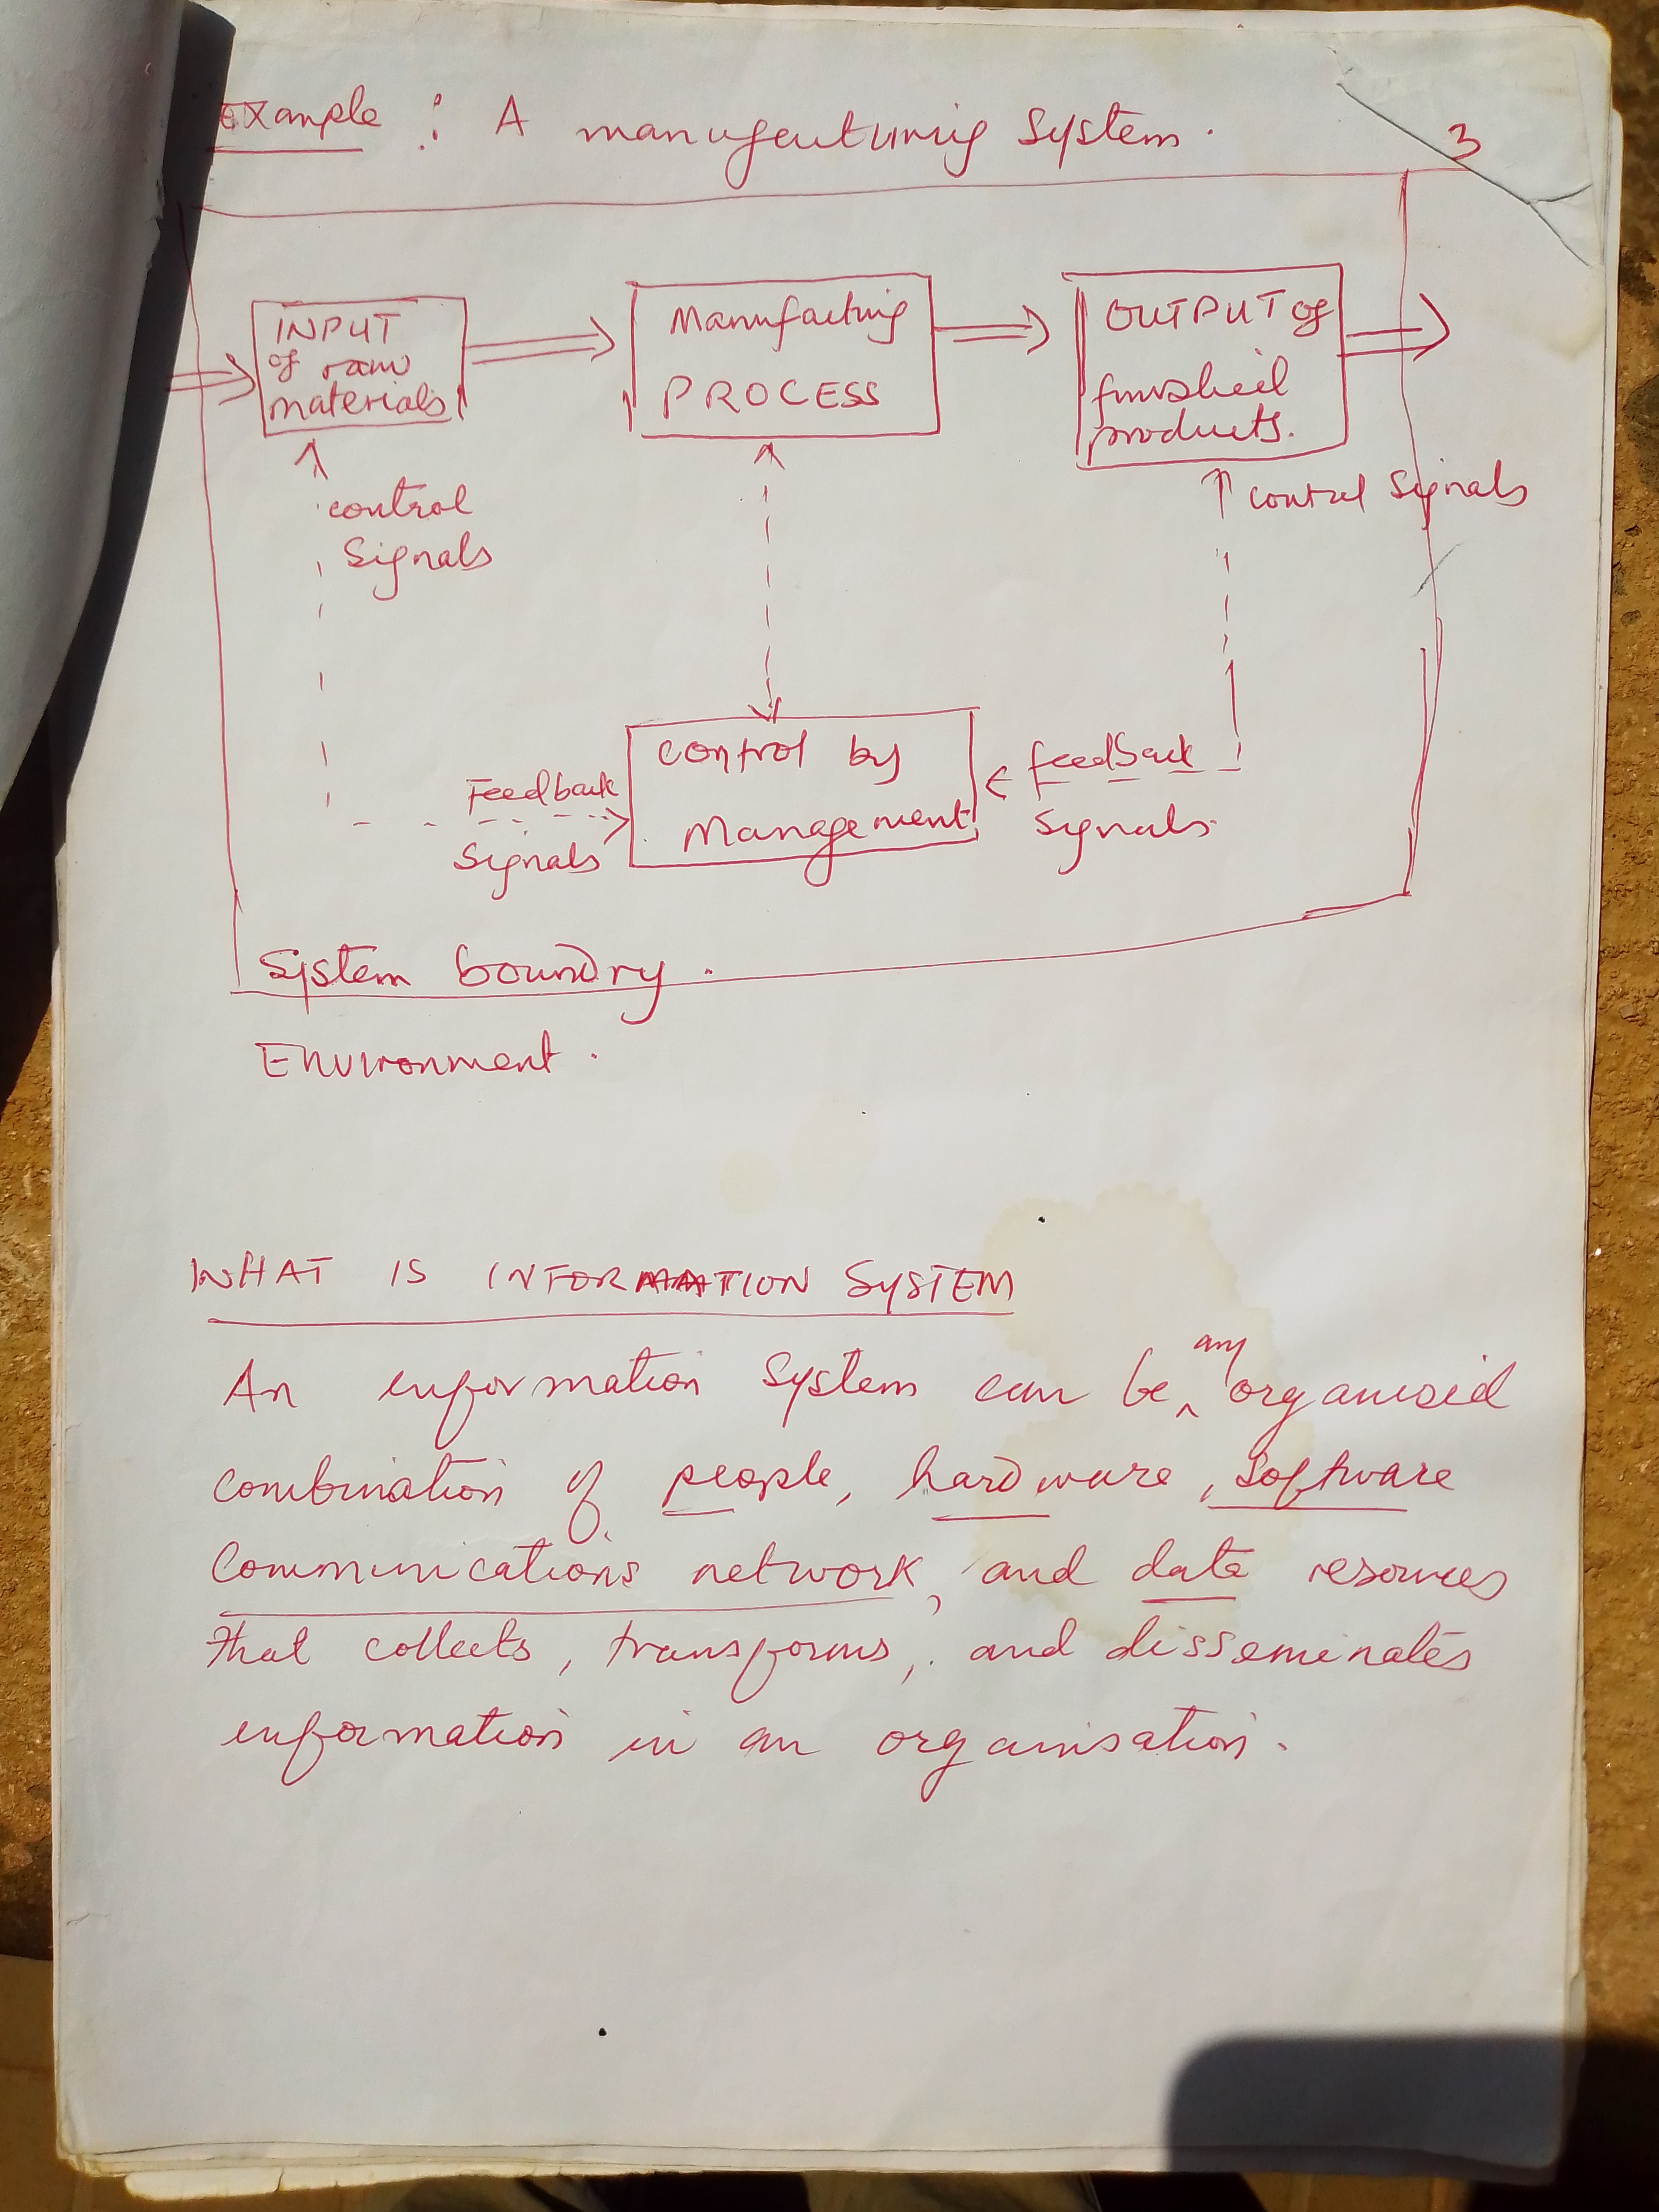 Example : A manufacturing System.
3
INPUT
of raw
materials
Manufacting
PROCESS
OUTPUT of
finished
products.
control
Signals
control Signals
Feedback
Signals
control by
Management
feedback
Signals.
System boundry.
Environment.
WHAT IS INFORMATION SYSTEM
any
An information System can be ^ organised
combination of people, hardware, software
Communications network, and data resources
that collects, transforms, and disseminates
information in an organisation.